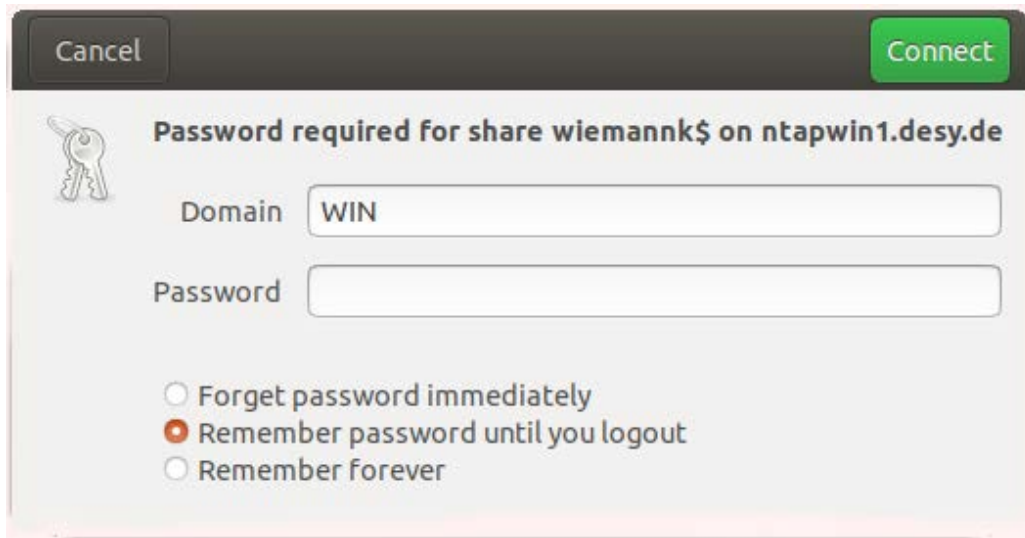 Cancel Connect
Password required for share wiemannk$ on ntapwin1.desy.de
Domain WIN
Password
Forget password immediately
Remember password until you logout
Remember forever